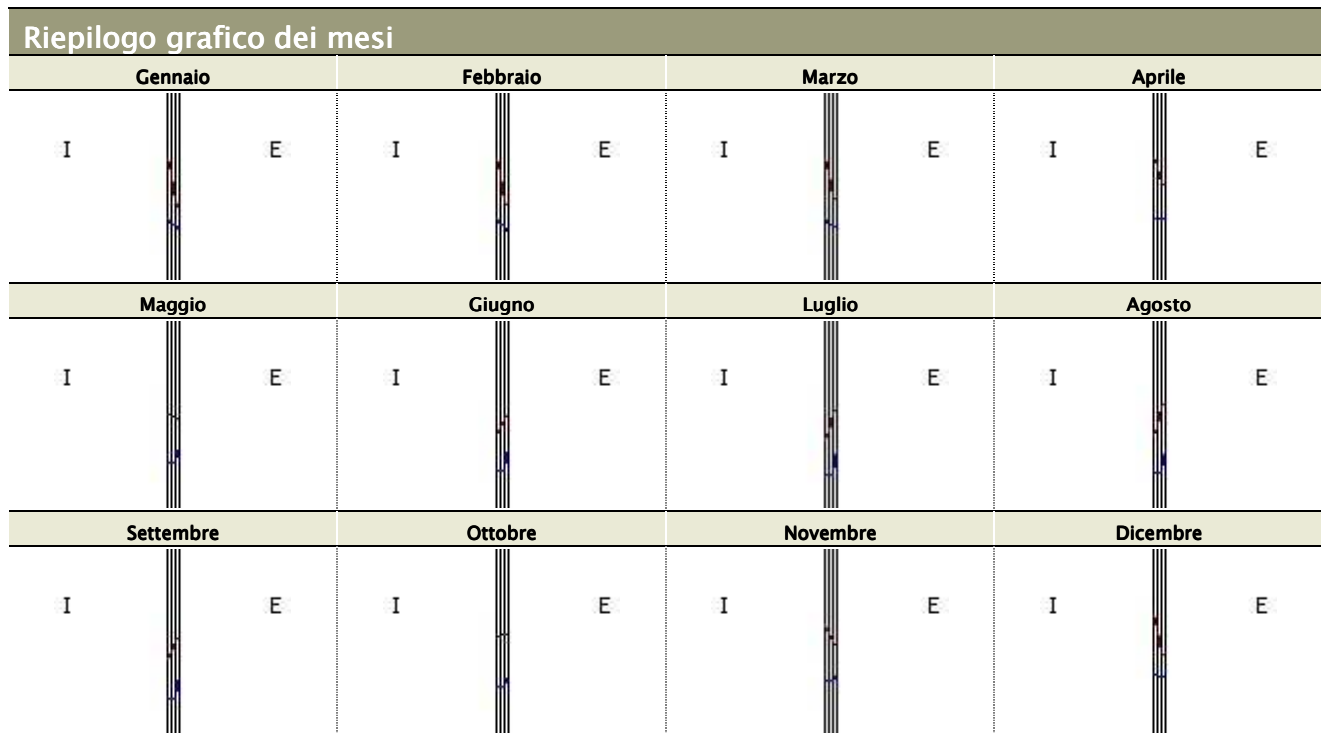 Riepilogo grafico dei mesi
Gennaio Febbraio Marzo Aprile
I E I E I E I E
Maggio Giugno Luglio Agosto
I E I E I E I E
Settembre Ottobre Novembre Dicembre
I E I E I E I E